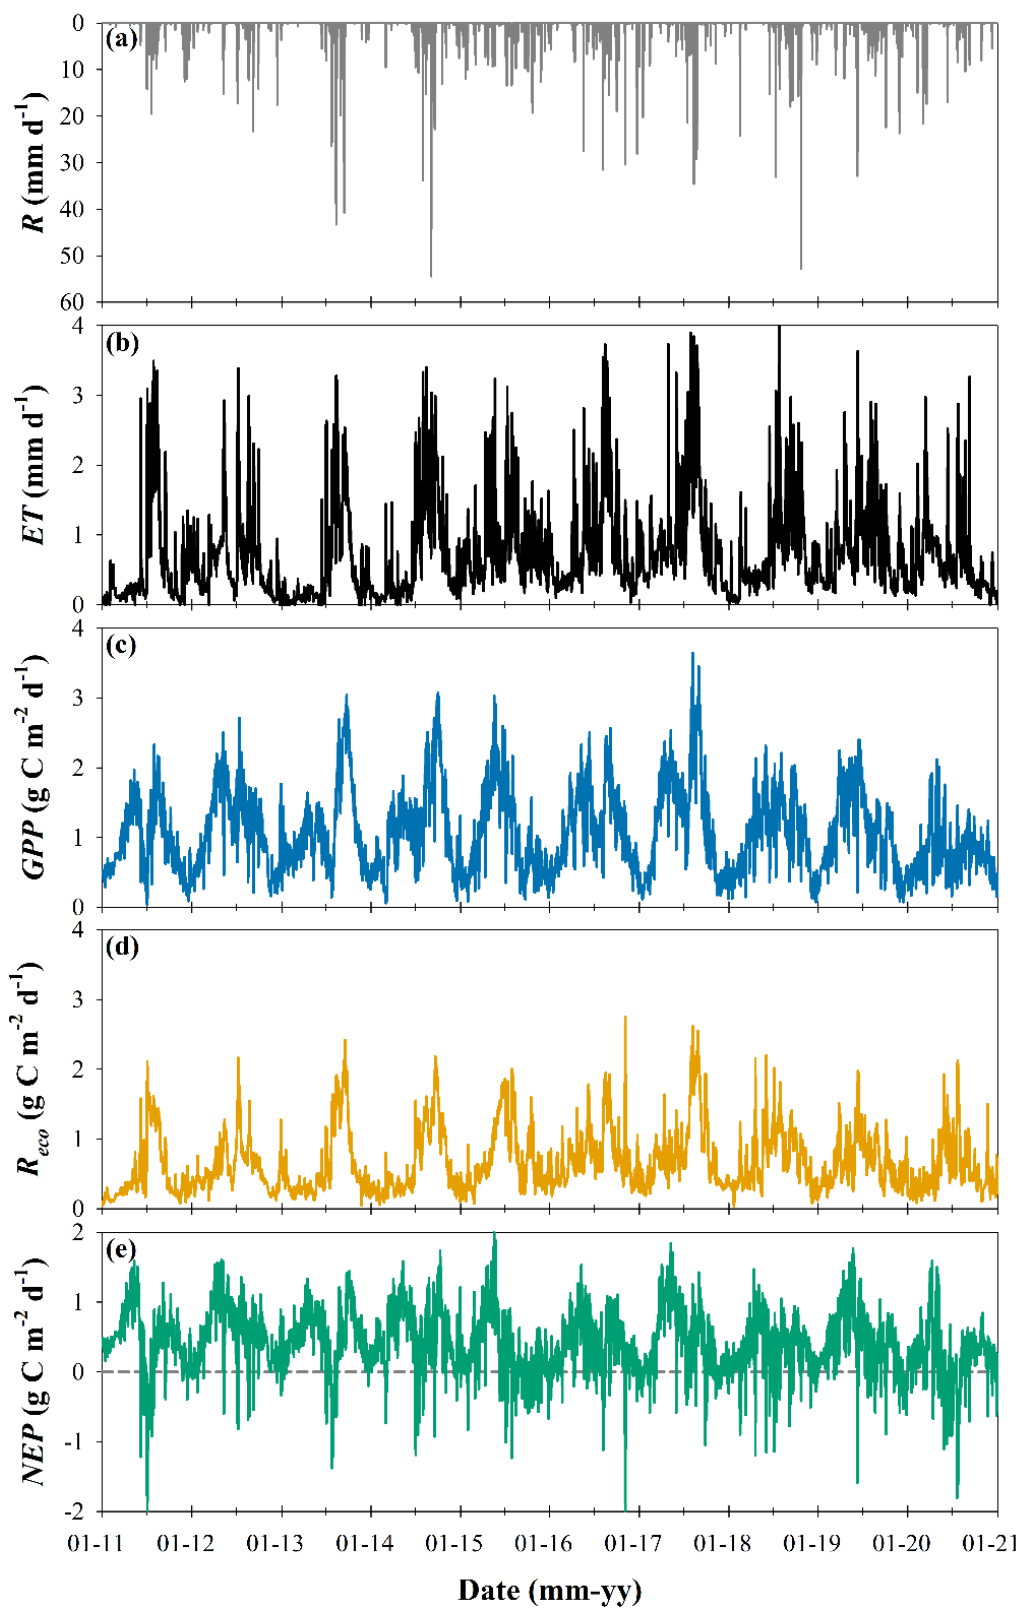 (a)
0
10
20
30
40
50
60
R (mm d⁻¹)
(b)
4
3
2
1
0
ET (mm d⁻¹)
(c)
4
3
2
1
0
GPP (g C m⁻² d⁻¹)
(d)
4
3
2
1
0
R_eco (g C m⁻² d⁻¹)
(e)
2
1
0
-1
-2
NEP (g C m⁻² d⁻¹)
01-11 01-12 01-13 01-14 01-15 01-16 01-17 01-18 01-19 01-20 01-21
Date (mm-yy)